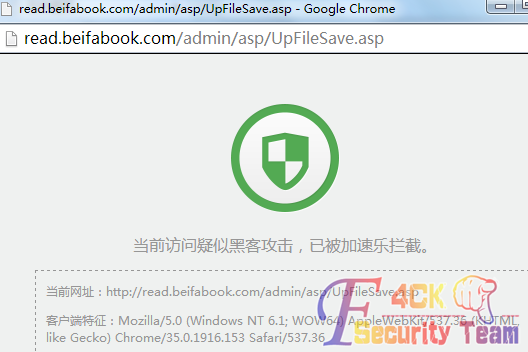 read.beifabook.com/admin/asp/UpFileSave.asp - Google Chrome
read.beifabook.com/admin/asp/UpFileSave.asp
当前访问疑似黑客攻击，已被加速乐拦截。
当前网址：http://read.beifabook.com/admin/asp/UpFileSave.asp
客户端特征：Mozilla/5.0 (Windows NT 6.1; WOW64) AppleWebKit/537.36 (KHTML,
like Gecko) Chrome/35.0.1916.153 Safari/537.36
F4CK
Security Team